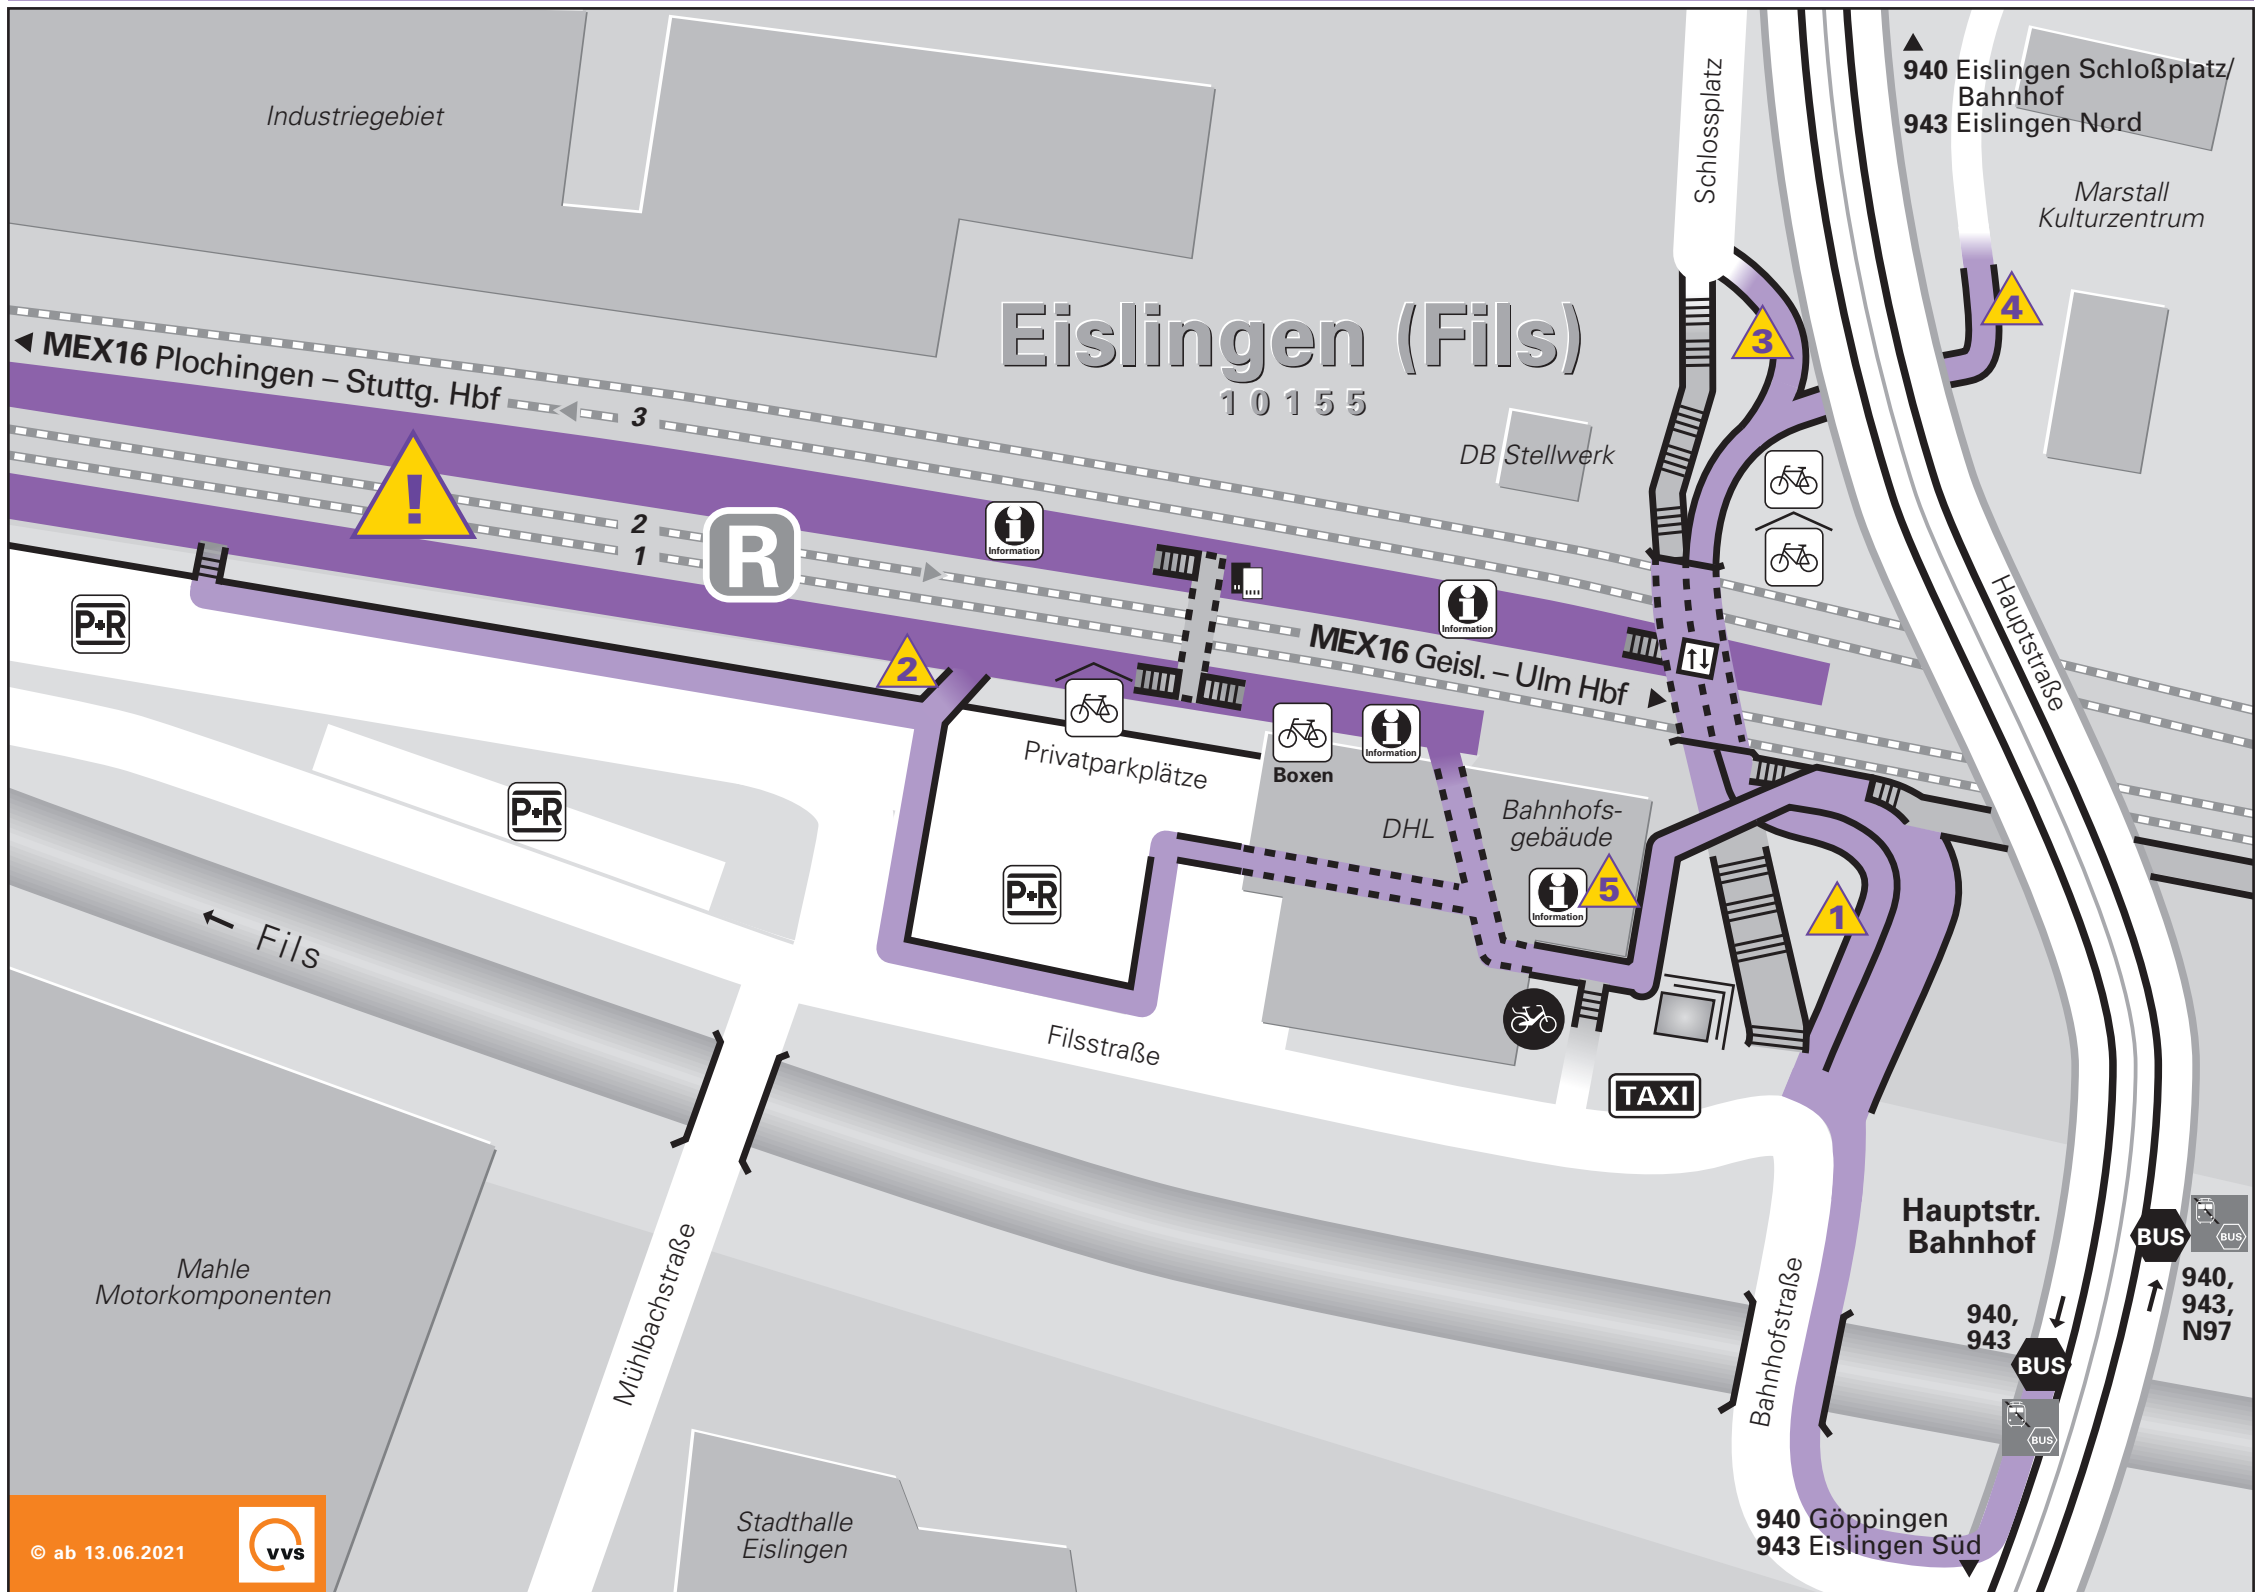 Industriegebiet
Schlossplatz
940 Eislingen Schloßplatz/
Bahnhof
943 Eislingen Nord
Marstall
Kulturzentrum
4
3
Eislingen (Fils)
10155
MEX16 Plochingen – Stuttg. Hbf
3
DB Stellwerk
!
2
1
R
Information
Information
Hauptstraße
P+R
2
MEX16 Geisl. – Ulm Hbf
Privatparkplätze
Boxen
Information
P+R
DHL
Bahnhofs-
gebäude
P+R
Information
5
1
Fils
Filsstraße
TAXI
Hauptstr.
Bahnhof
BUS
BUS
940,
943,
N97
940,
943
BUS
BUS
Mahle
Motorkomponenten
Mühlbachstraße
Bahnhofstraße
940 Göppingen
943 Eislingen Süd
Stadthalle
Eislingen
© ab 13.06.2021
VVS